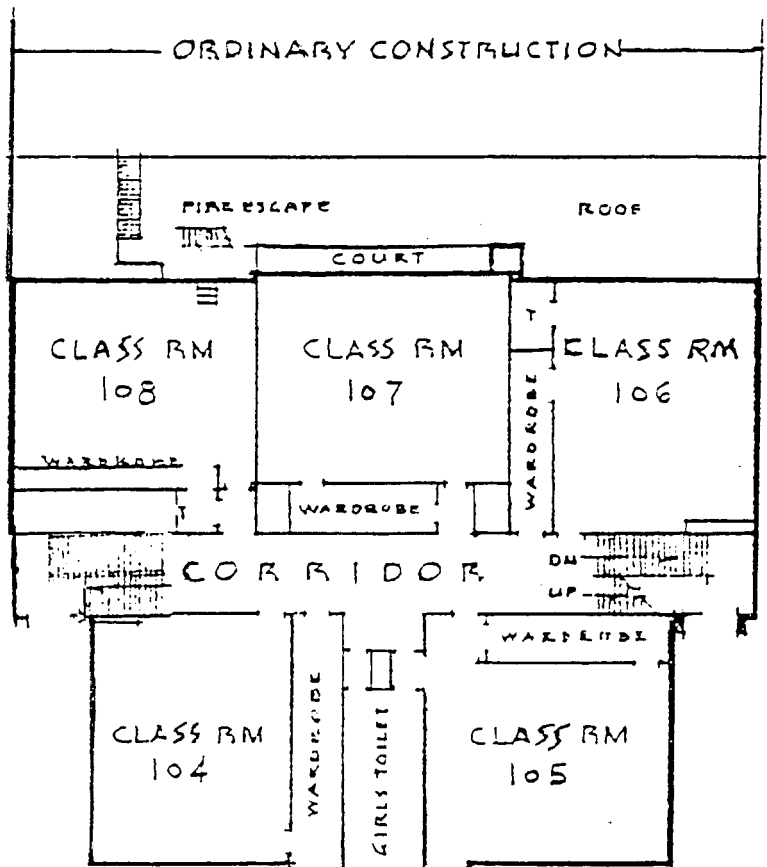 ORDINARY CONSTRUCTION
FIRE ESCAPE
ROOF
COURT
CLASS RM
108
CLASS RM
107
T
CLASS RM
106
WARDROBE
WARDROBE
WARDROBE
T
CORRIDOR
DN
UP
WARDROBE
CLASS RM
104
WARDROBE
GIRLS TOILET
CLASS RM
105